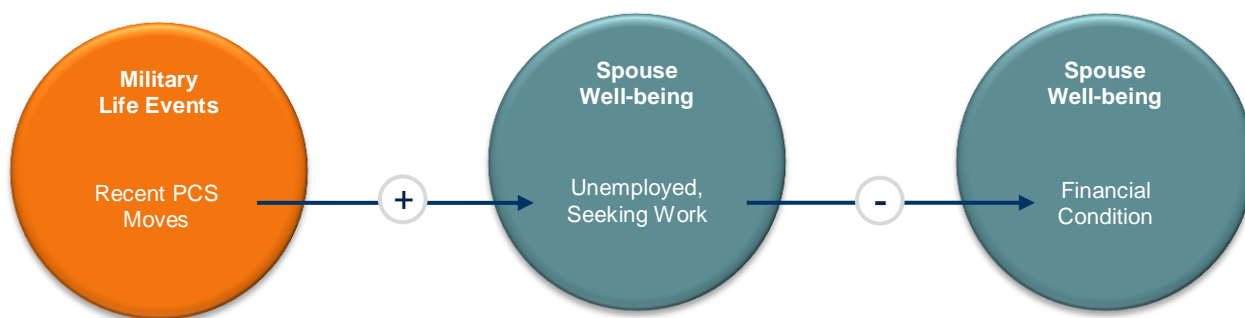 Military
Life Events
Recent PCS
Moves
+
Spouse
Well-being
Unemployed,
Seeking Work
-
Spouse
Well-being
Financial
Condition